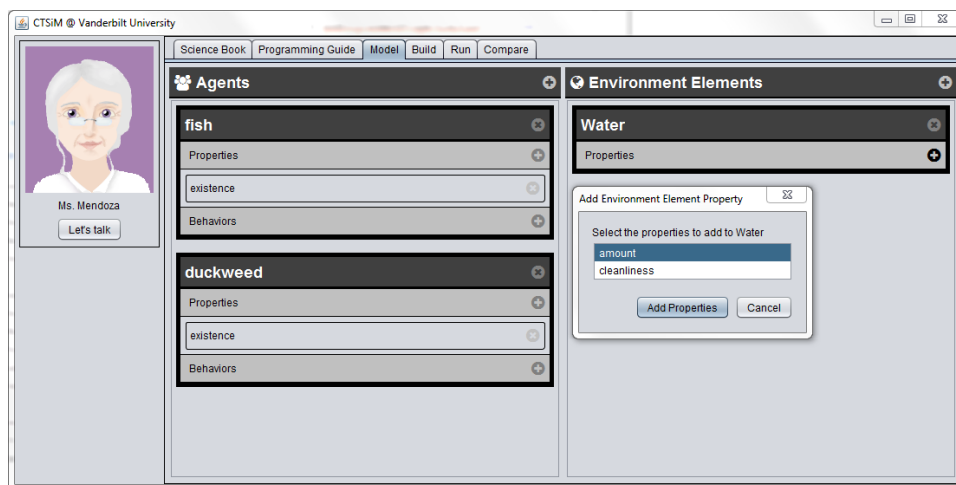 CTSiM @ Vanderbilt University
Science Book Programming Guide Model Build Run Compare
Ms. Mendoza
Let's talk
Agents
fish
Properties
existence
Behaviors
duckweed
Properties
existence
Behaviors
Environment Elements
Water
Properties
Add Environment Element Property
Select the properties to add to Water
amount
cleanliness
Add Properties Cancel